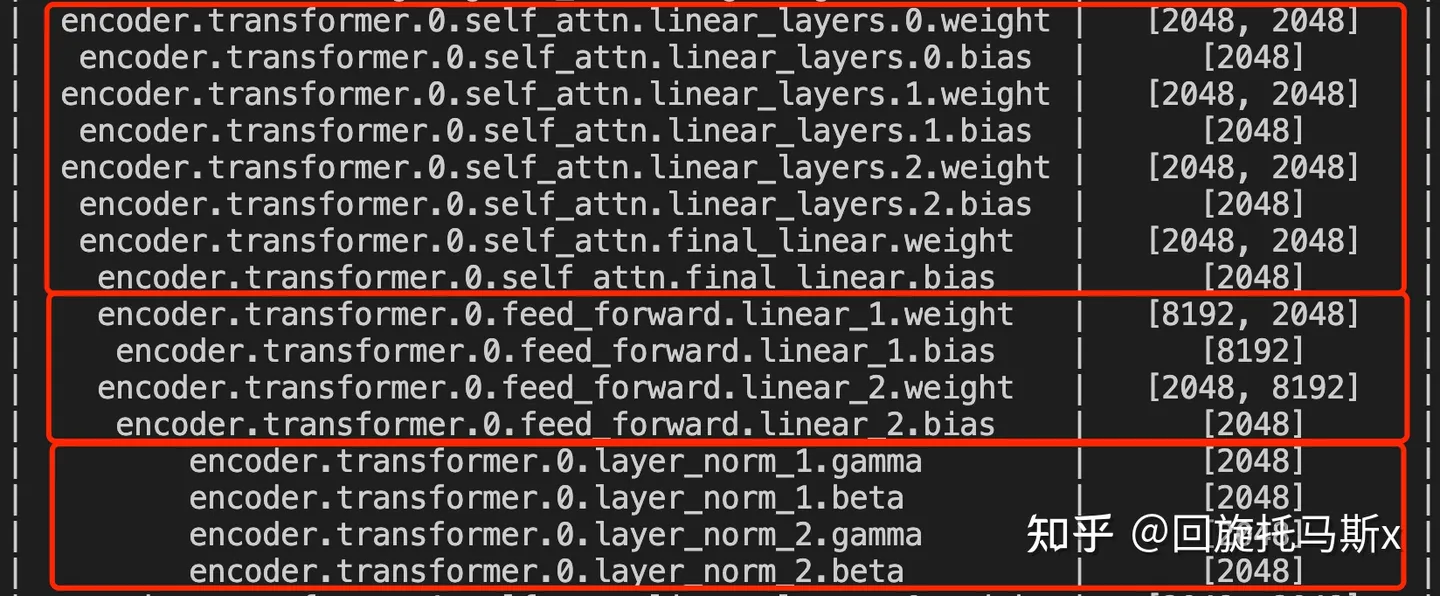 | encoder.transformer.0.self_attn.linear_layers.0.weight | [2048, 2048] |
| encoder.transformer.0.self_attn.linear_layers.0.bias | [2048] |
| encoder.transformer.0.self_attn.linear_layers.1.weight | [2048, 2048] |
| encoder.transformer.0.self_attn.linear_layers.1.bias | [2048] |
| encoder.transformer.0.self_attn.linear_layers.2.weight | [2048, 2048] |
| encoder.transformer.0.self_attn.linear_layers.2.bias | [2048] |
| encoder.transformer.0.self_attn.final_linear.weight | [2048, 2048] |
| encoder.transformer.0.self_attn.final_linear.bias | [2048] |
| encoder.transformer.0.feed_forward.linear_1.weight | [8192, 2048] |
| encoder.transformer.0.feed_forward.linear_1.bias | [8192] |
| encoder.transformer.0.feed_forward.linear_2.weight | [2048, 8192] |
| encoder.transformer.0.feed_forward.linear_2.bias | [2048] |
| encoder.transformer.0.layer_norm_1.gamma | [2048] |
| encoder.transformer.0.layer_norm_1.beta | [2048] |
| encoder.transformer.0.layer_norm_2.gamma | [2048] |
知乎 @回旋托马斯x
| encoder.transformer.0.layer_norm_2.beta | [2048] |